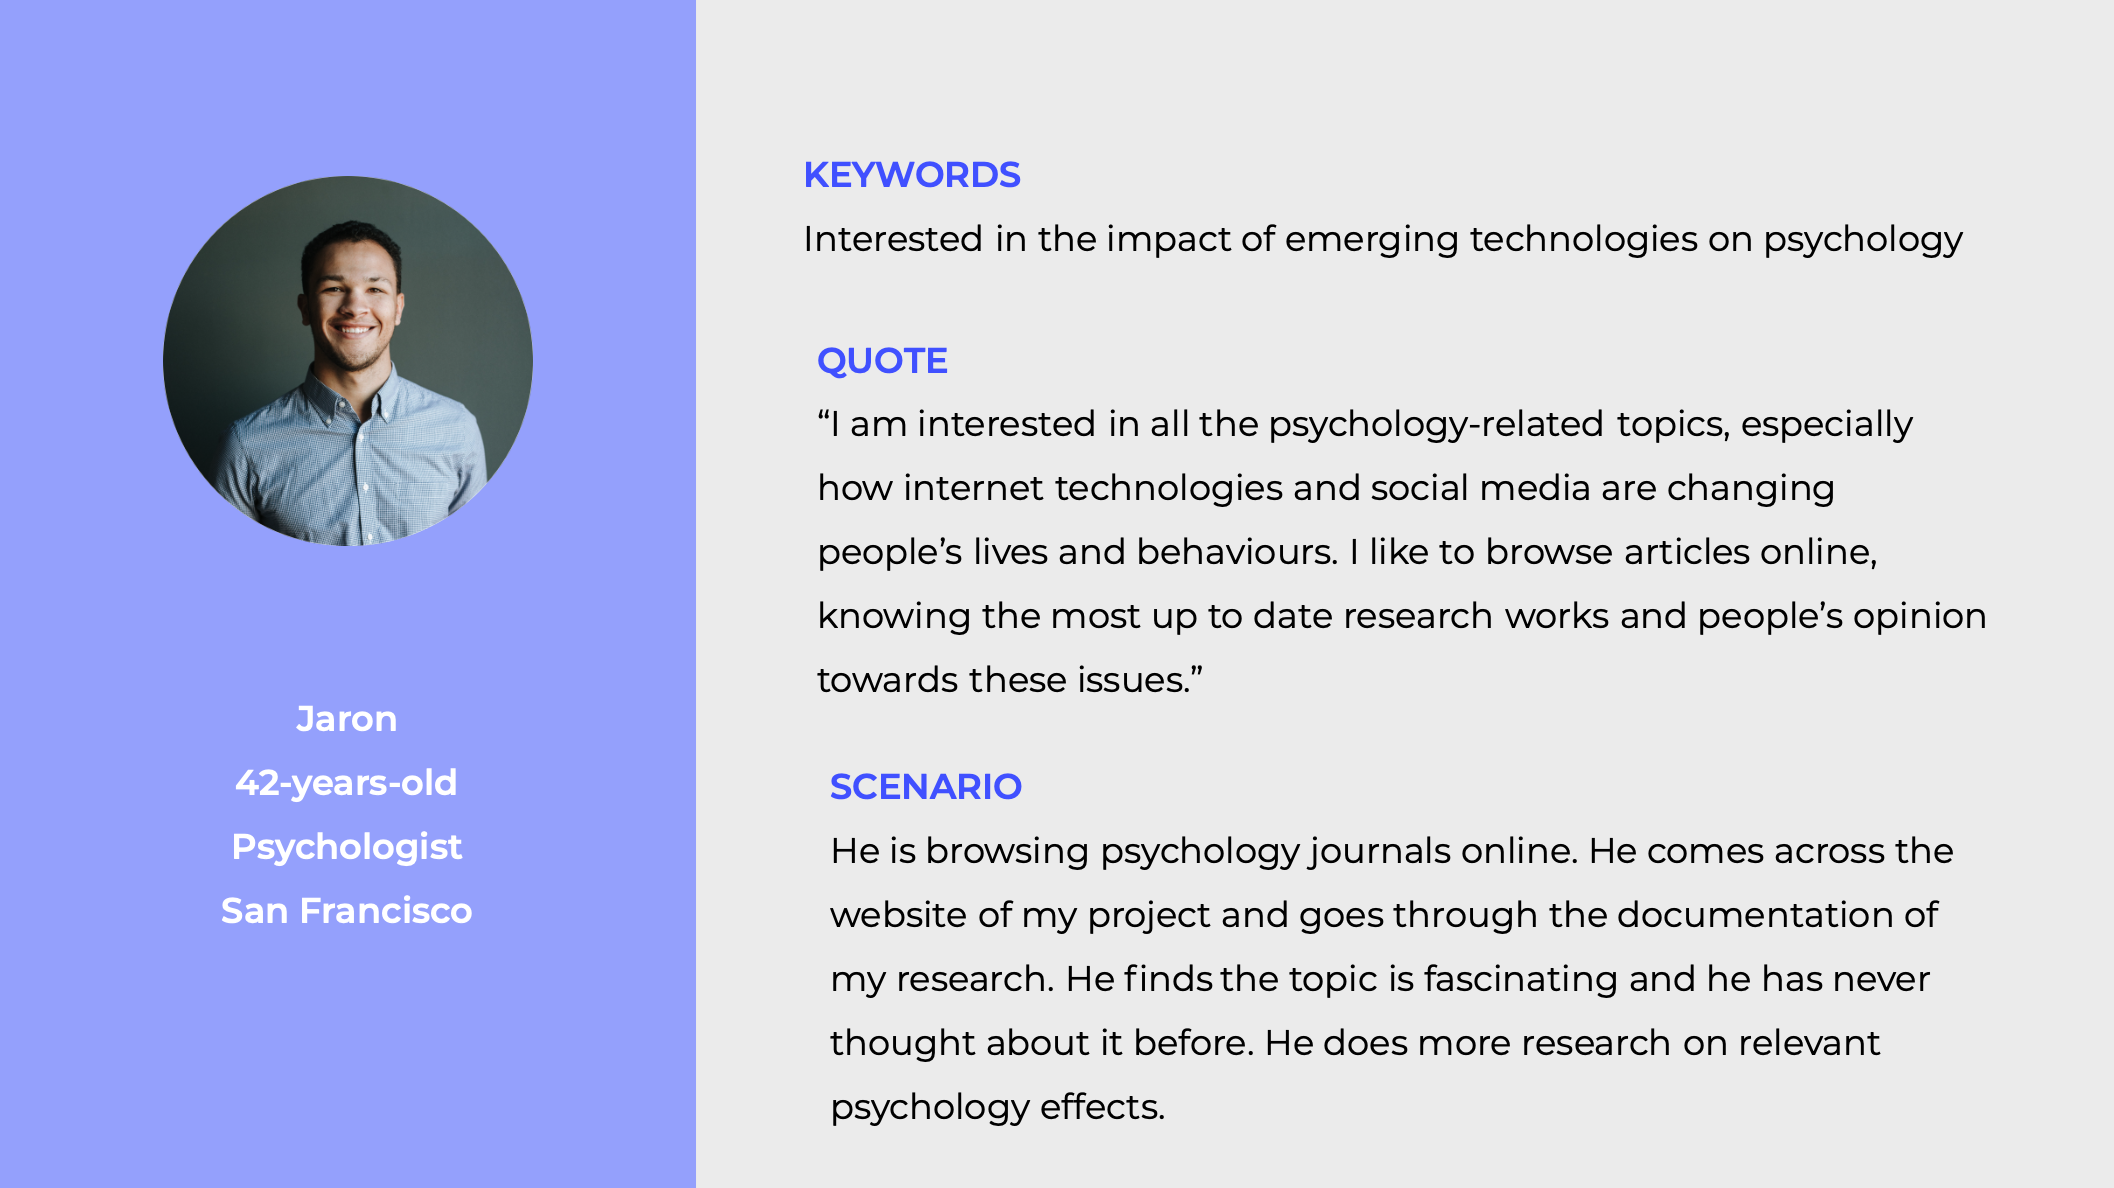 Jaron
42-years-old
Psychologist
San Francisco
KEYWORDS
Interested in the impact of emerging technologies on psychology
QUOTE
“I am interested in all the psychology-related topics, especially
how internet technologies and social media are changing
people’s lives and behaviours. I like to browse articles online,
knowing the most up to date research works and people’s opinion
towards these issues.”
SCENARIO
He is browsing psychology journals online. He comes across the
website of my project and goes through the documentation of
my research. He finds the topic is fascinating and he has never
thought about it before. He does more research on relevant
psychology effects.